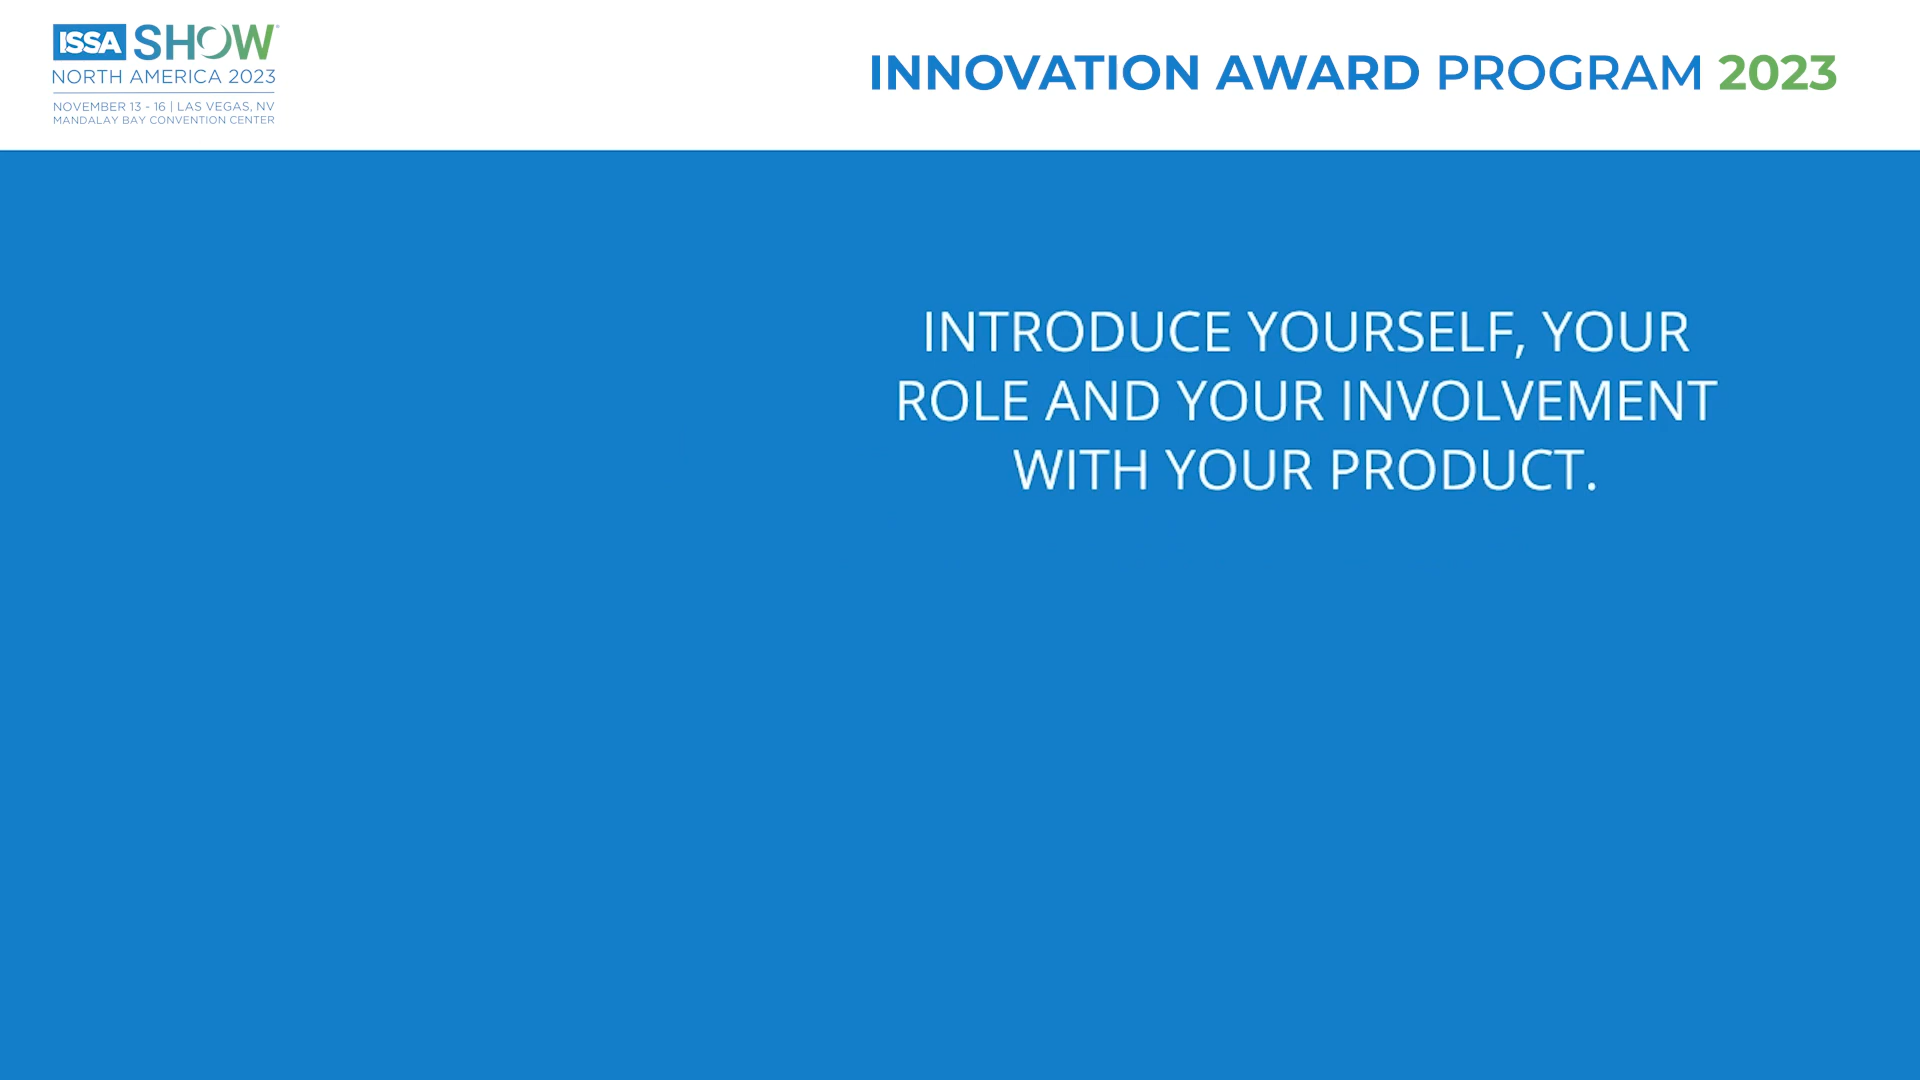 ISSA SHOW
NORTH AMERICA 2023
NOVEMBER 13 - 16 | LAS VEGAS, NV
MANDALAY BAY CONVENTION CENTER
INNOVATION AWARD PROGRAM 2023
INTRODUCE YOURSELF, YOUR
ROLE AND YOUR INVOLVEMENT
WITH YOUR PRODUCT.